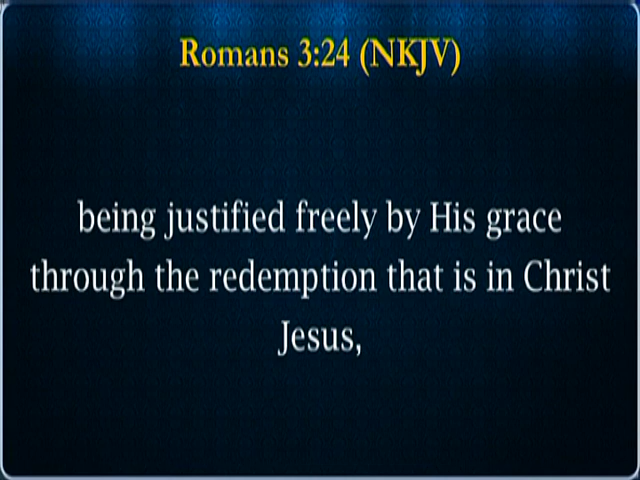 Romans 3:24 (NKJV)
being justified freely by His grace
through the redemption that is in Christ
Jesus,